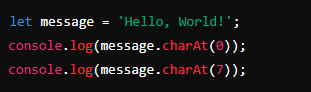 let message = 'Hello, World!';
console.log(message.charAt(0));
console.log(message.charAt(7));